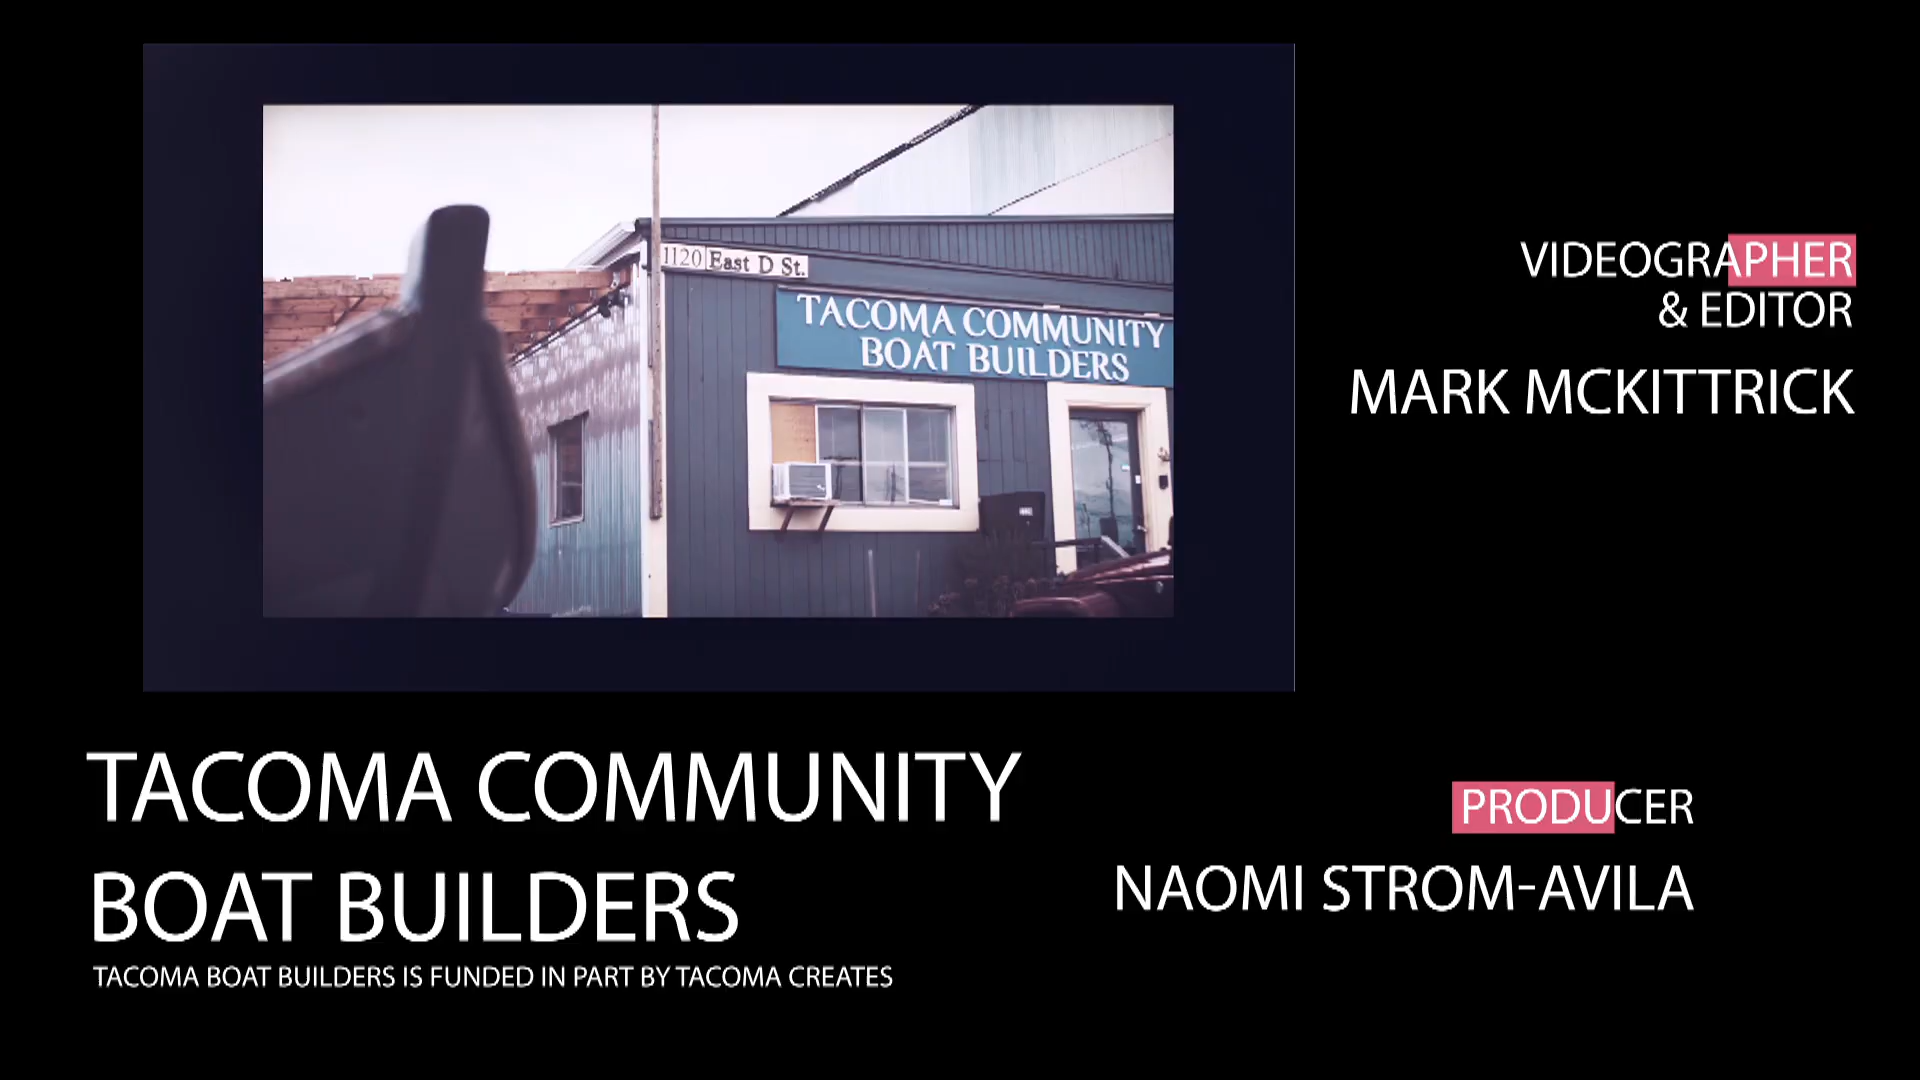 1120 East D St.
TACOMA COMMUNITY
BOAT BUILDERS
VIDEOGRAPHER
& EDITOR
MARK MCKITTRICK
TACOMA COMMUNITY
BOAT BUILDERS
TACOMA BOAT BUILDERS IS FUNDED IN PART BY TACOMA CREATES
PRODUCER
NAOMI STROM-AVILA